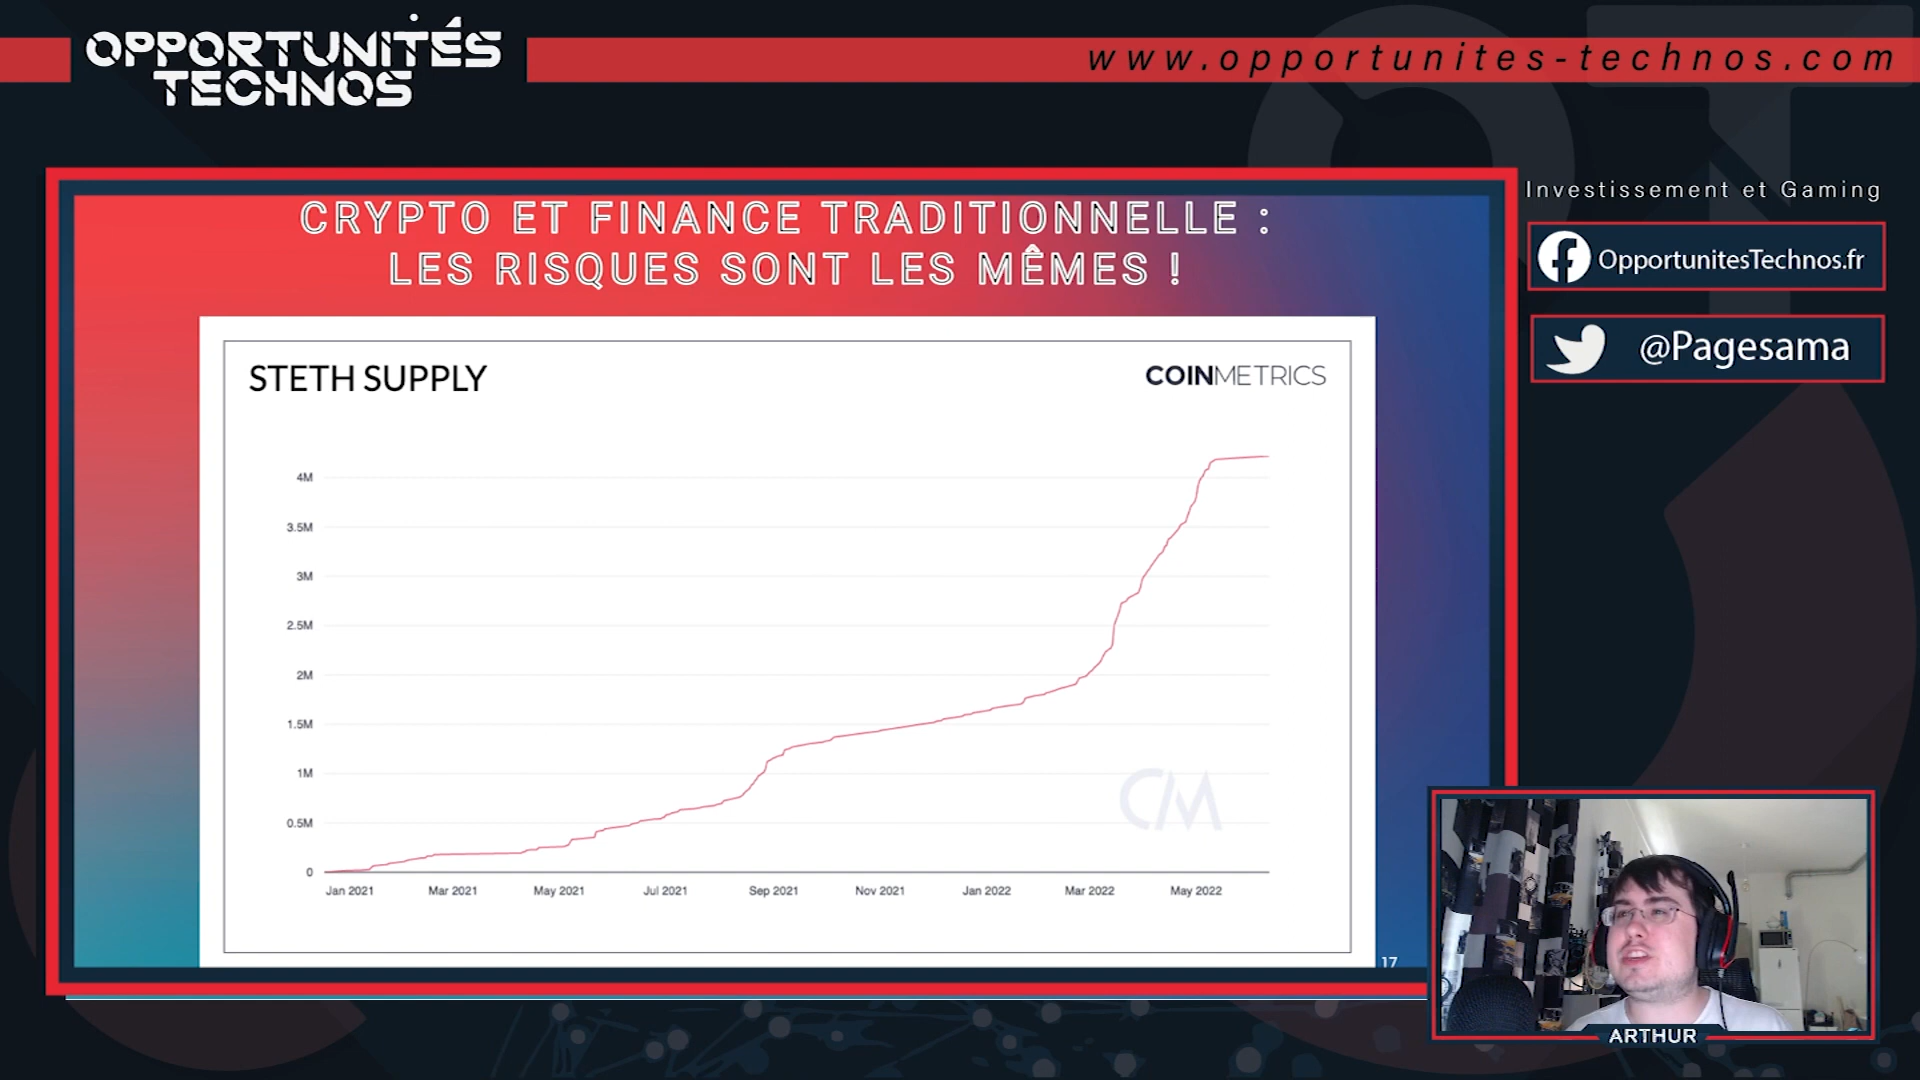 OPPORTUNITÉS
TECHNOS
www.opportunites-technos.com
Investissement et Gaming
OpportunitesTechnos.fr
@Pagesama
CRYPTO ET FINANCE TRADITIONNELLE :
LES RISQUES SONT LES MÊMES !
STETH SUPPLY
COINMETRICS
4M
3.5M
3M
2.5M
2M
1.5M
1M
0.5M
0
Jan 2021 Mar 2021 May 2021 Jul 2021 Sep 2021 Nov 2021 Jan 2022 Mar 2022 May 2022
CM
17
ARTHUR